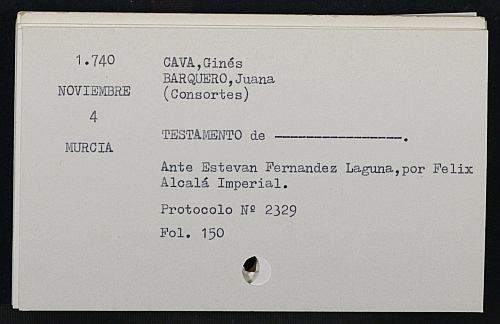 1.740
NOVIEMBRE
4
MURCIA
CAVA,Ginés
BARQUERO,Juana
(Consortes)
TESTAMENTO de -----------------.
Ante Estevan Fernandez Laguna,por Felix
Alcalá Imperial.
Protocolo Nº 2329
Fol. 150